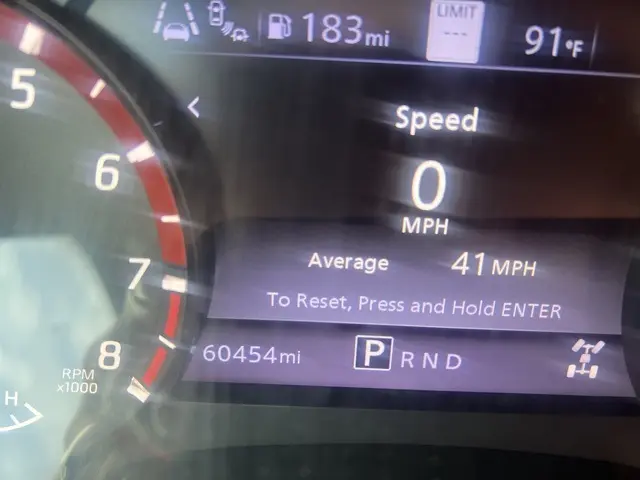 183mi
LIMIT
---
91°F
5
6
7
8
RPM
x1000
H
<
Speed
0
MPH
Average 41 MPH
To Reset, Press and Hold ENTER
60454mi P R N D